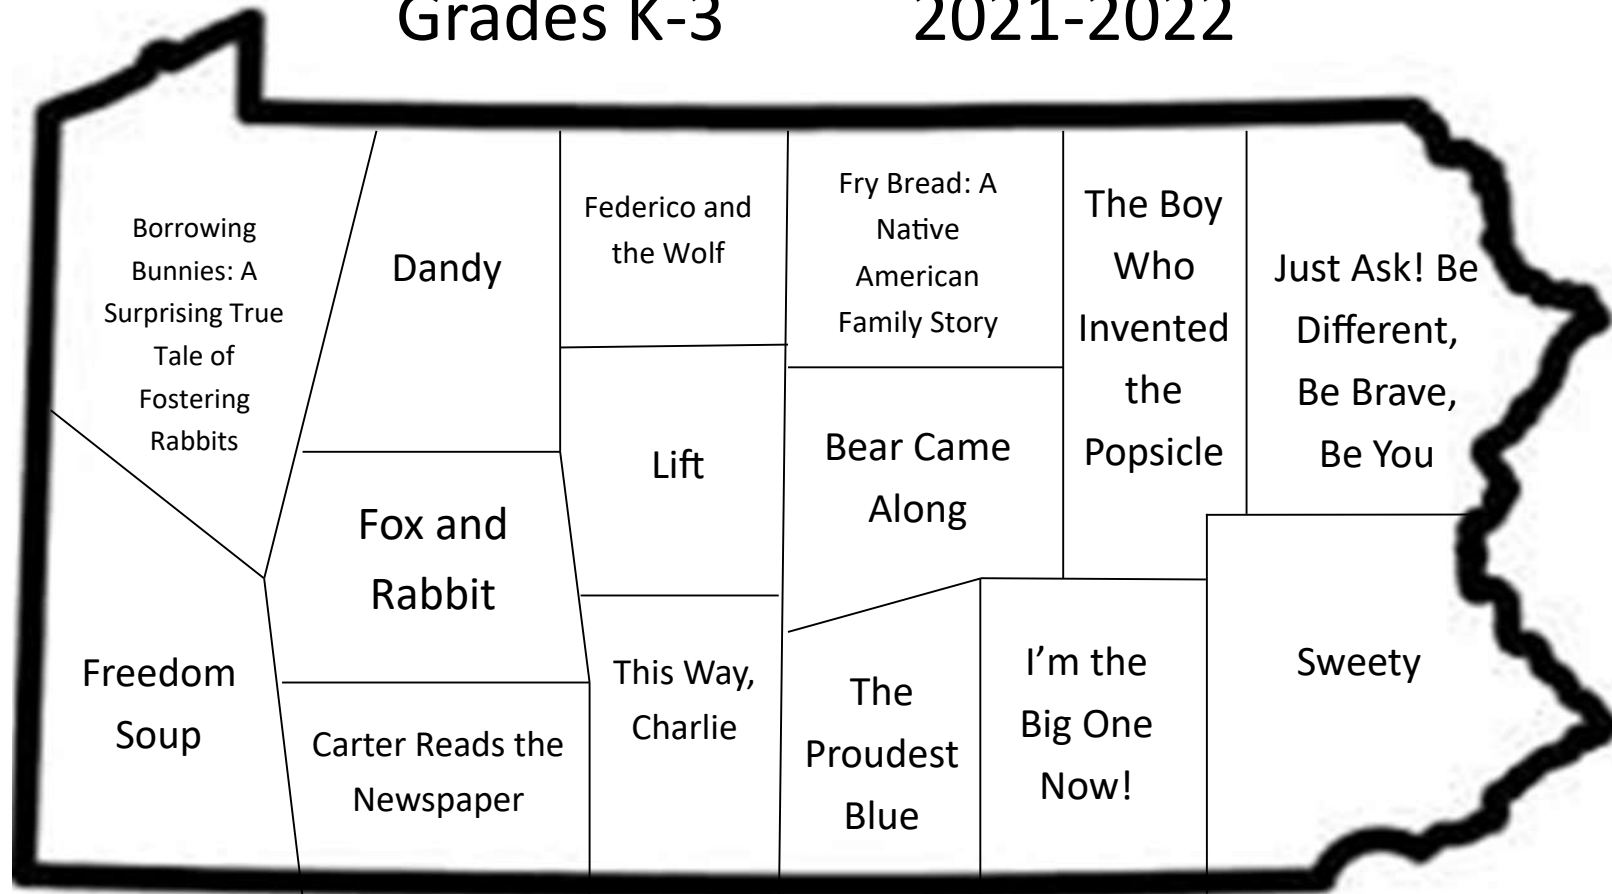 Grades K-3 2021-2022
Borrowing
Bunnies: A
Surprising True
Tale of
Fostering
Rabbits
Dandy
Federico and
the Wolf
Fry Bread: A
Native
American
Family Story
The Boy
Who
Invented
the
Popsicle
Just Ask! Be
Different,
Be Brave,
Be You
Lift
Bear Came
Along
Fox and
Rabbit
Freedom
Soup
Carter Reads the
Newspaper
This Way,
Charlie
The
Proudest
Blue
I’m the
Big One
Now!
Sweety